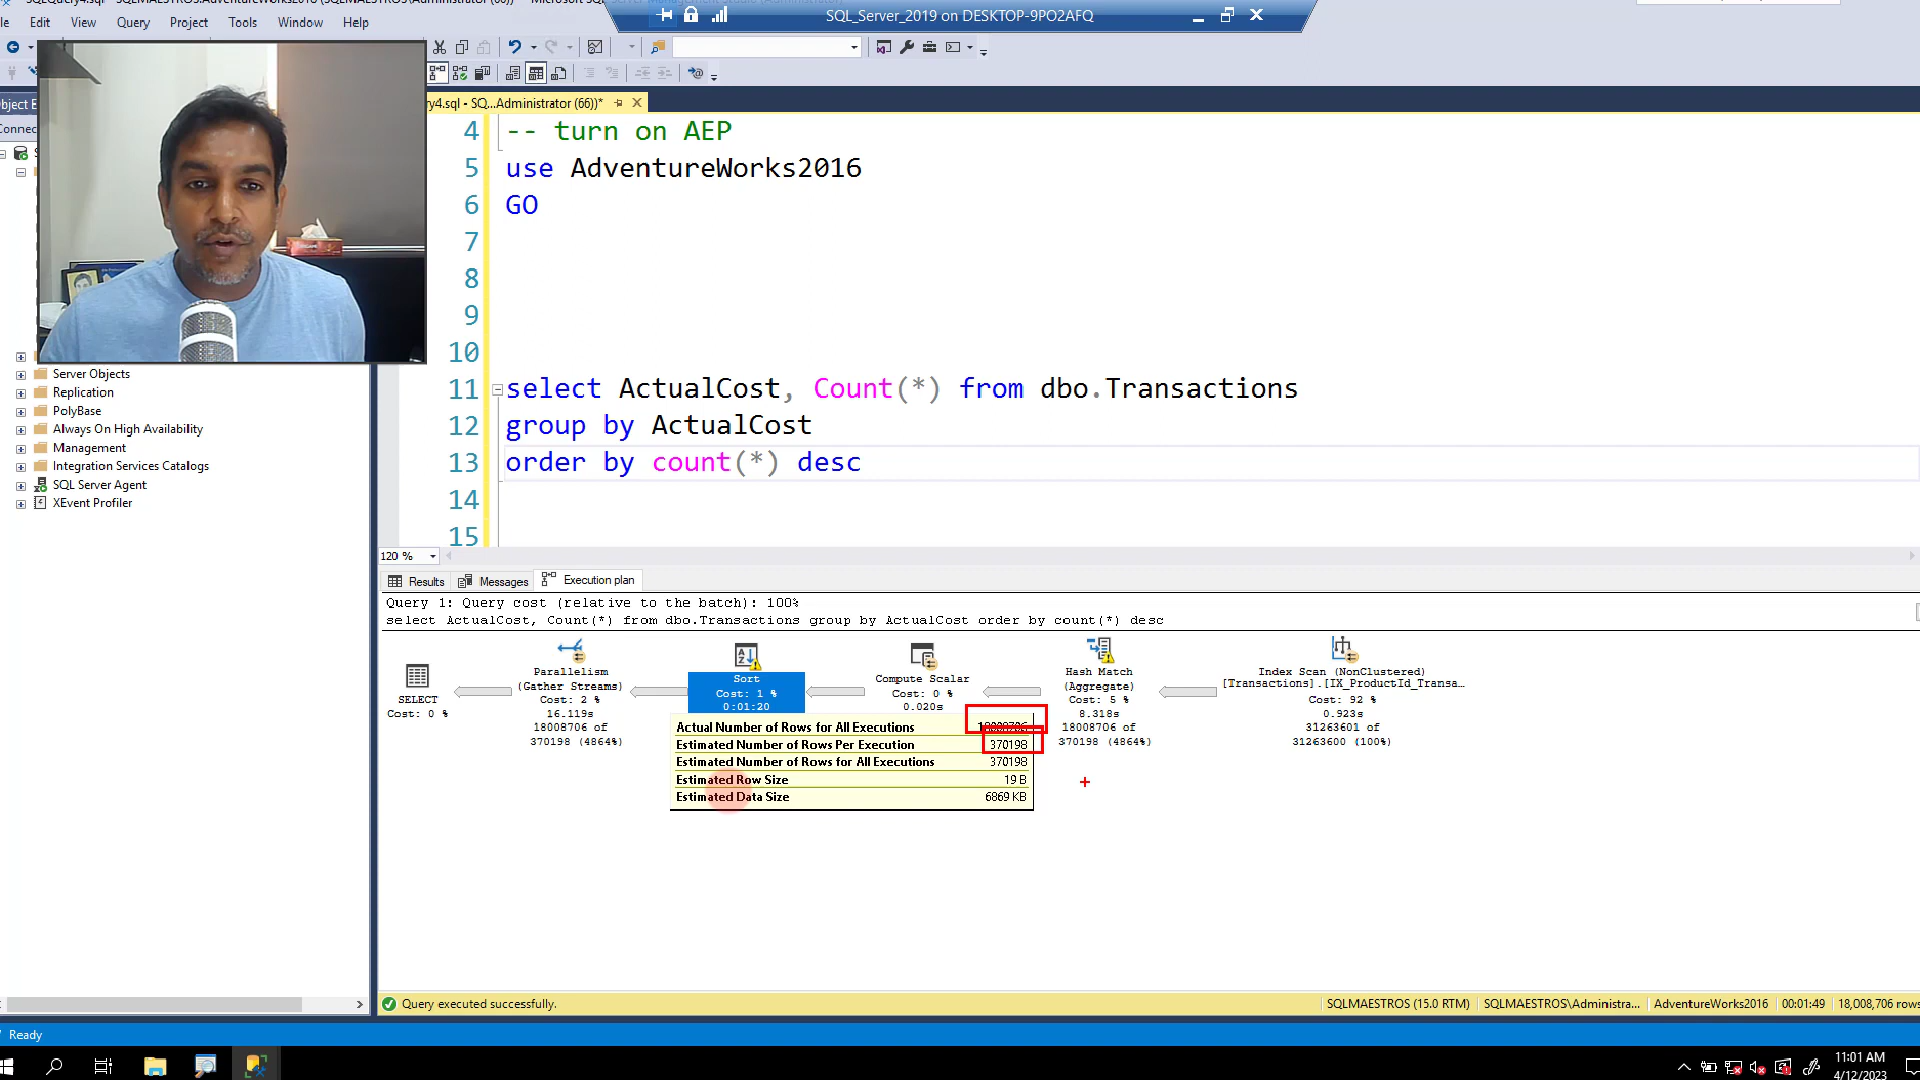 SQL_Server_2019 on DESKTOP-9PO2AFQ
Edit View Query Project Tools Window Help
y4.sql - SQ...Administrator (66))*
Object E
Connec
4 -- turn on AEP
5 use AdventureWorks2016
6 GO
7
8
9
10
11 select ActualCost, Count(*) from dbo.Transactions
12 group by ActualCost
13 order by count(*) desc
14
15
Server Objects
Replication
PolyBase
Always On High Availability
Management
Integration Services Catalogs
SQL Server Agent
XEvent Profiler
120 %
Results Messages Execution plan
Query 1: Query cost (relative to the batch): 100%
select ActualCost, Count(*) from dbo.Transactions group by ActualCost order by count(*) desc
SELECT
Cost: 0 %
Parallelism
(Gather Streams)
Cost: 2 %
16.119s
18008706 of
370198 (4864%)
Sort
Cost: 1 %
0:01:20
Compute Scalar
Cost: 0 %
0.020s
Hash Match
(Aggregate)
Cost: 5 %
8.318s
18008706 of
370198 (4864%)
Index Scan (NonClustered)
[Transactions].[IX_ProductId_Transa...
Cost: 92 %
0.923s
31263601 of
31263600 (100%)
Actual Number of Rows for All Executions 18008706
Estimated Number of Rows Per Execution 370198
Estimated Number of Rows for All Executions 370198
Estimated Row Size 19 B
Estimated Data Size 6869 KB
Query executed successfully.
SQLMAESTROS (15.0 RTM) SQLMAESTROS\Administra... AdventureWorks2016 00:01:49 18,008,706 rows
Ready
11:01 AM
4/12/2023